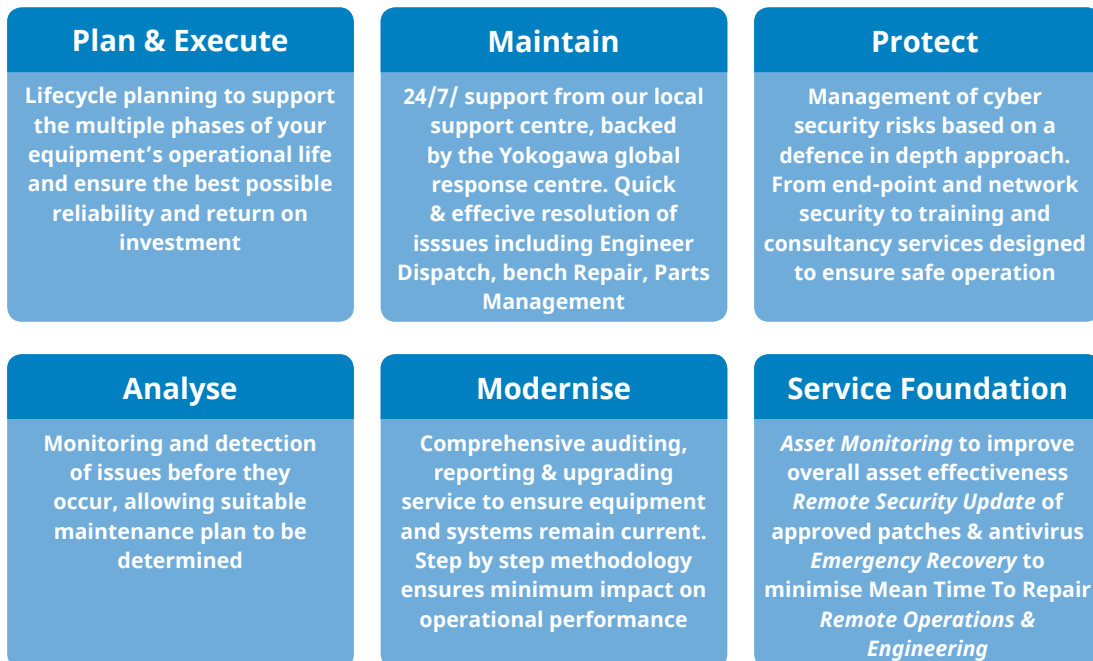 Plan & Execute
Lifecycle planning to support
the multiple phases of your
equipment's operational life
and ensure the best possible
reliability and return on
investment
Maintain
24/7/ support from our local
support centre, backed
by the Yokogawa global
response centre. Quick
& effecive resolution of
isssues including Engineer
Dispatch, bench Repair, Parts
Management
Protect
Management of cyber
security risks based on a
defence in depth approach.
From end-point and network
security to training and
consultancy services designed
to ensure safe operation
Analyse
Monitoring and detection
of issues before they
occur, allowing suitable
maintenance plan to be
determined
Modernise
Comprehensive auditing,
reporting & upgrading
service to ensure equipment
and systems remain current.
Step by step methodology
ensures minimum impact on
operational performance
Service Foundation
Asset Monitoring to improve
overall asset effectiveness
Remote Security Update of
approved patches & antivirus
Emergency Recovery to
minimise Mean Time To Repair
Remote Operations &
Engineering